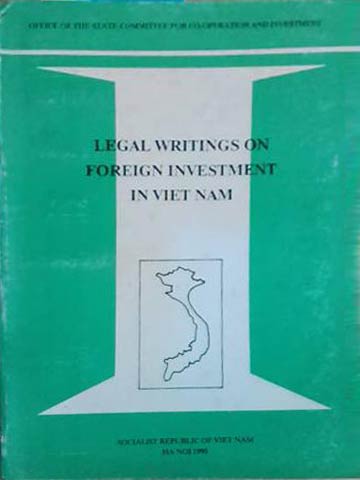 OFFICE OF THE STATE COMMITTEE FOR CO-OPERATION AND INVESTMENT
LEGAL WRITINGS ON
FOREIGN INVESTMENT
IN VIET NAM
SOCIALIST REPUBLIC OF VIET NAM
HA NOI 1990